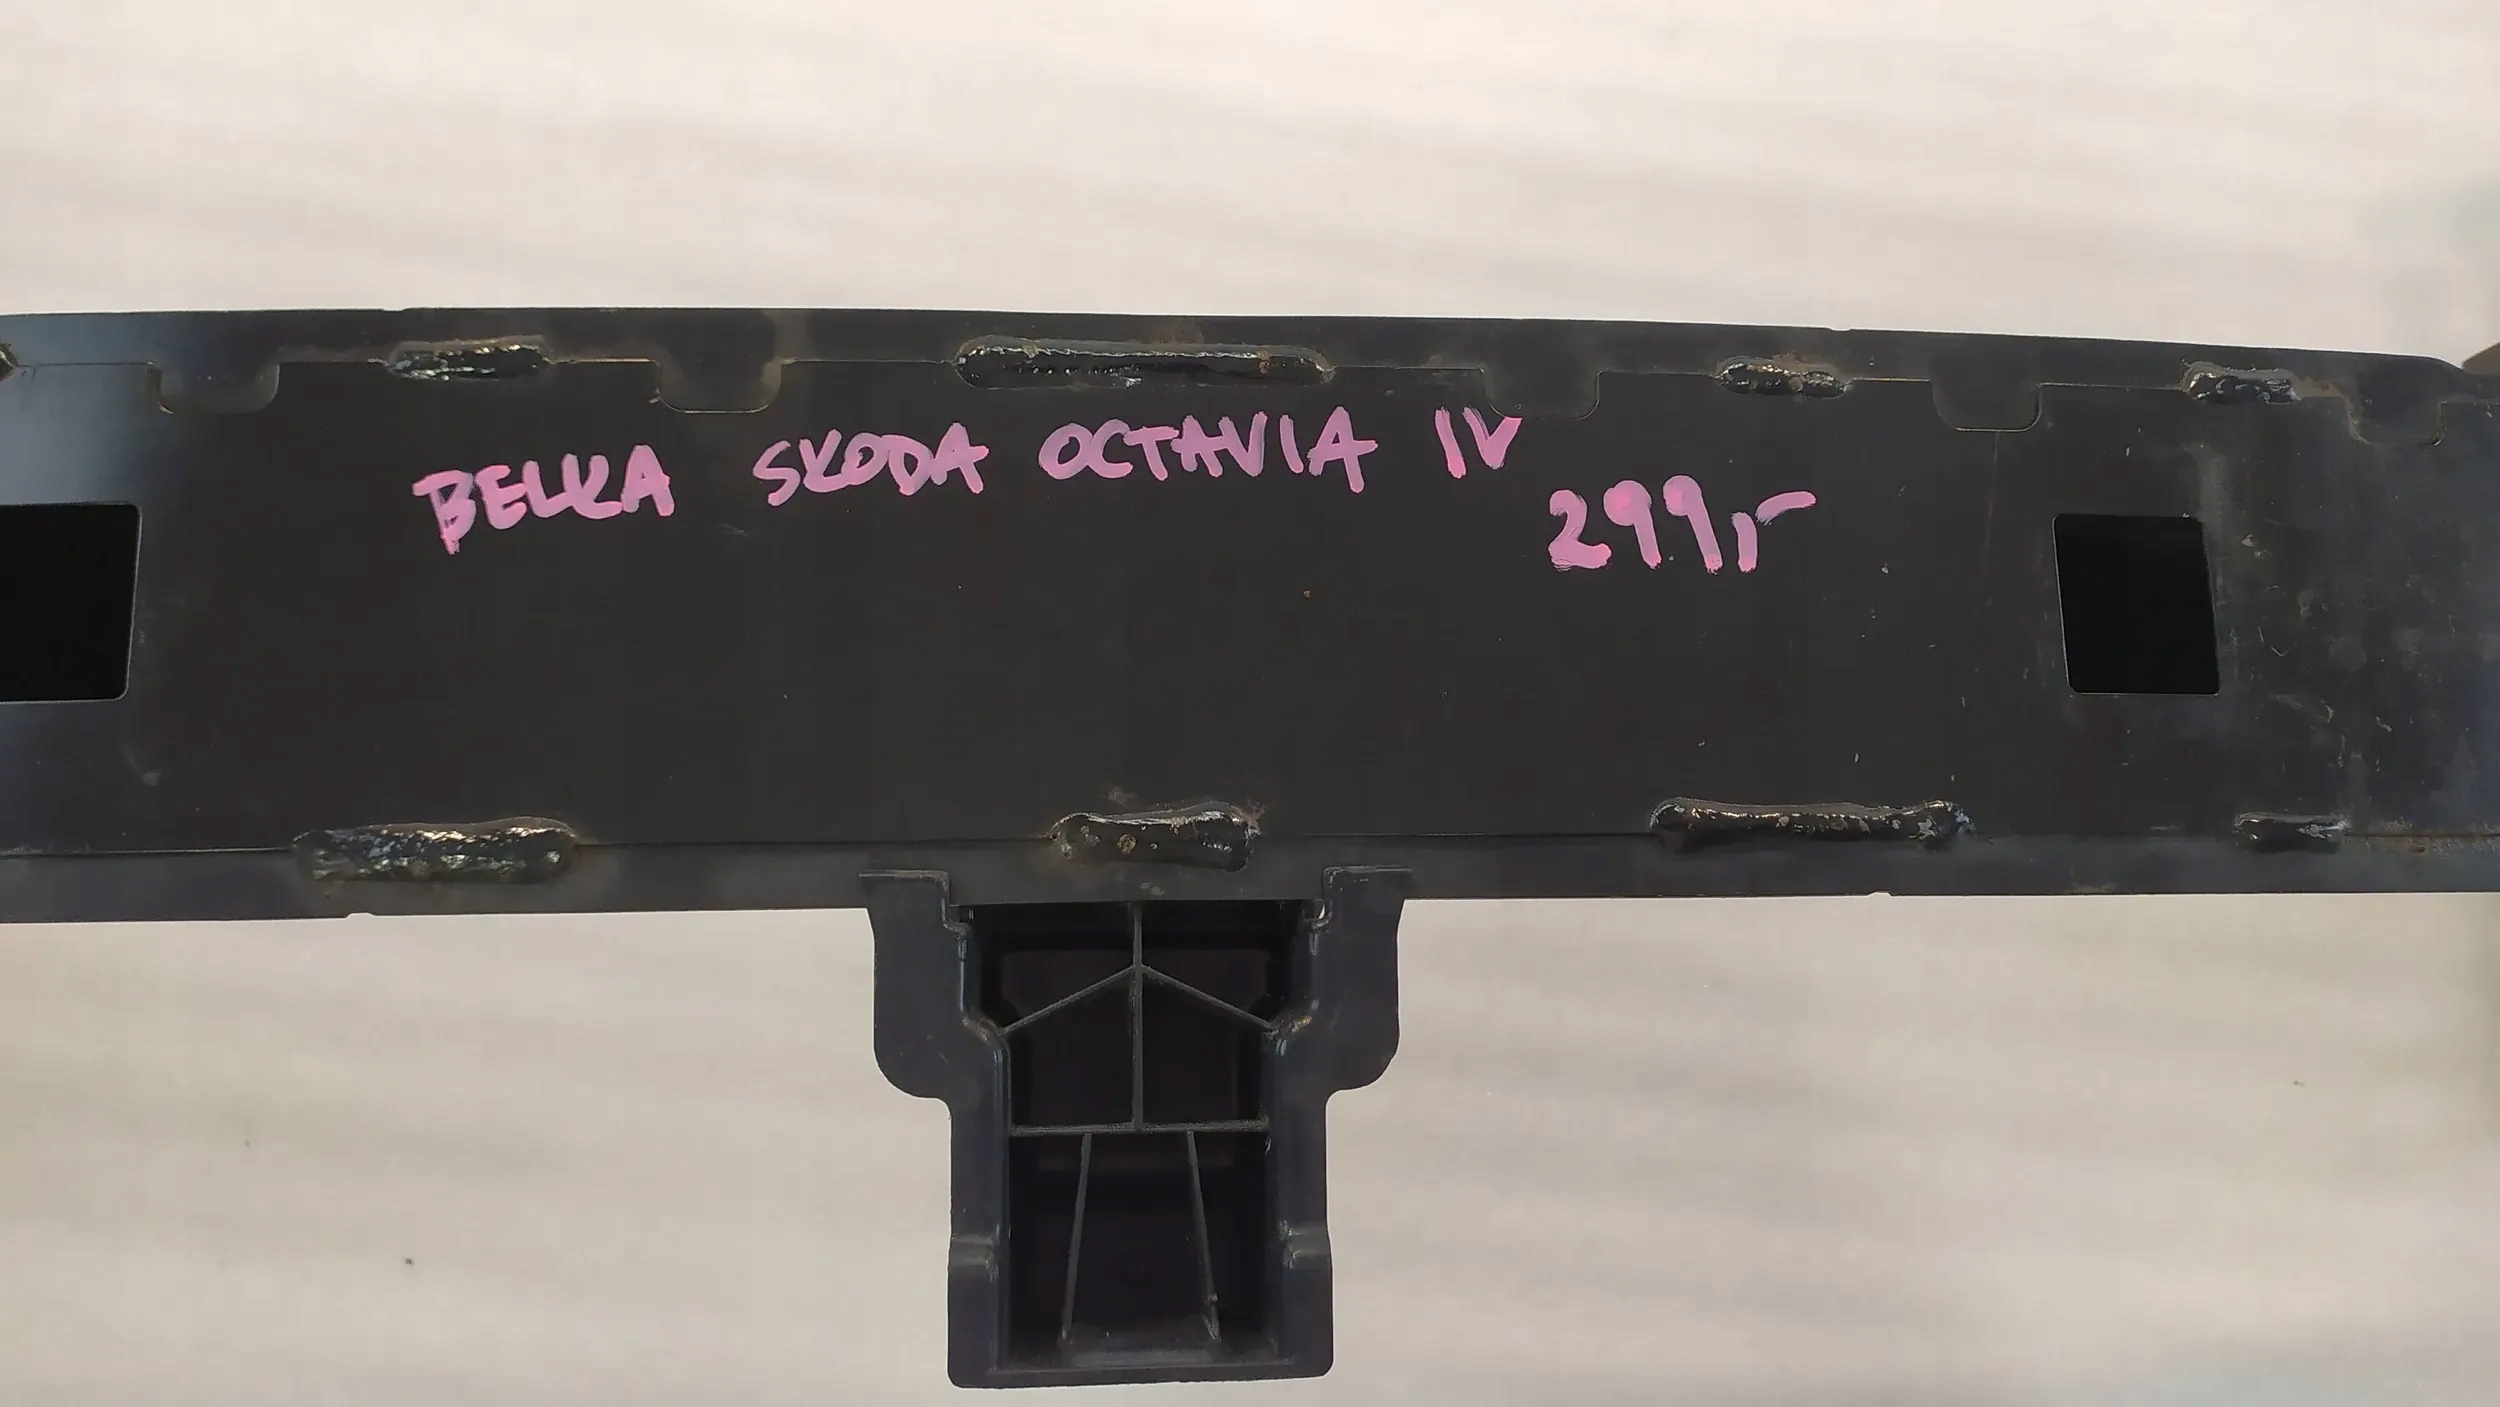 BELKA SKODA OCTAVIA IV
299,-